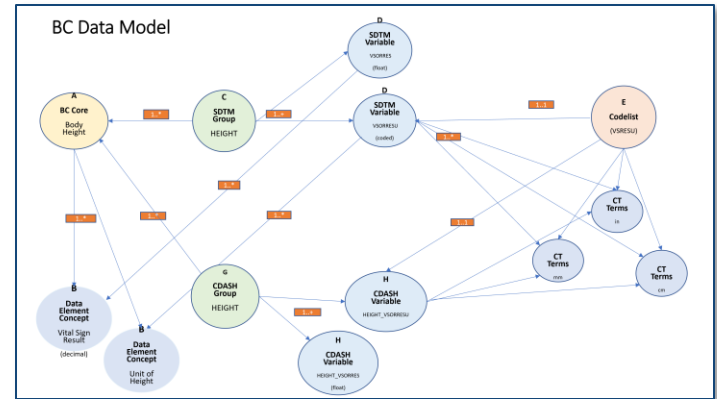 BC Data Model
D
SDTM
Variable
VSORRES
(float)
A
BC Core
Body
Height
1..*
C
SDTM
Group
HEIGHT
1..*
D
SDTM
Variable
VSORRESU
(coded)
1..1
E
Codelist
(VSRESU)
1..*
1..*
1..*
1..*
1..*
1..1
CT
Terms
in
CT
Terms
mm
CT
Terms
cm
G
CDASH
Group
HEIGHT
H
CDASH
Variable
HEIGHT_VSORRESU
1..*
H
CDASH
Variable
HEIGHT_VSORRES
(float)
B
Data
Element
Concept
Vital Sign
Result
(decimal)
B
Data
Element
Concept
Unit of
Height